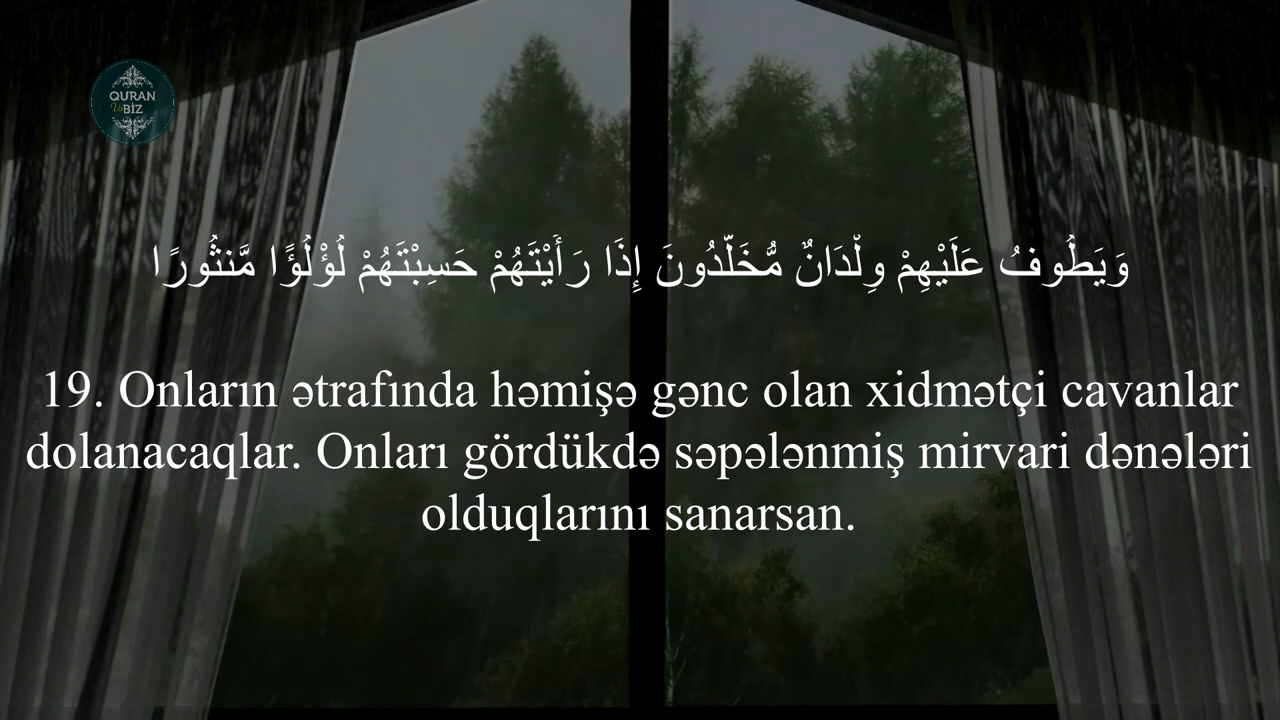 QURAN
Və BİZ
وَيَطُوفُ عَلَيْهِمْ وِلْدَانٌ مُّخَلَّدُونَ إِذَا رَأَيْتَهُمْ حَسِبْتَهُمْ لُؤْلُؤًا مَّنثُورًا
19. Onların ətrafında həmişə gənc olan xidmətçi cavanlar
dolanacaqlar. Onları gördükdə səpələnmiş mirvari dənələri
olduqlarını sanarsan.